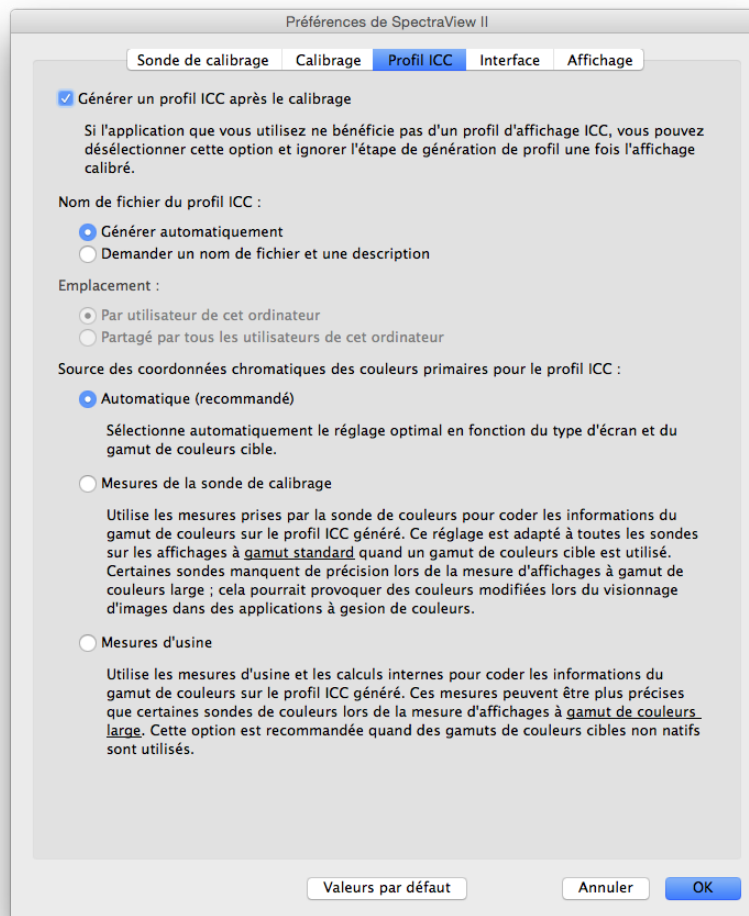 Préférences de SpectraView II
Sonde de calibrage Calibrage Profil ICC Interface Affichage
Générer un profil ICC après le calibrage
Si l'application que vous utilisez ne bénéficie pas d'un profil d'affichage ICC, vous pouvez
désélectionner cette option et ignorer l'étape de génération de profil une fois l'affichage
calibré.
Nom de fichier du profil ICC :
Générer automatiquement
Demander un nom de fichier et une description
Emplacement :
Par utilisateur de cet ordinateur
Partagé par tous les utilisateurs de cet ordinateur
Source des coordonnées chromatiques des couleurs primaires pour le profil ICC :
Automatique (recommandé)
Sélectionne automatiquement le réglage optimal en fonction du type d'écran et du
gamut de couleurs cible.
Mesures de la sonde de calibrage
Utilise les mesures prises par la sonde de couleurs pour coder les informations du
gamut de couleurs sur le profil ICC généré. Ce réglage est adapté à toutes les sondes
sur les affichages à gamut standard quand un gamut de couleurs cible est utilisé.
Certaines sondes manquent de précision lors de la mesure d'affichages à gamut de
couleurs large ; cela pourrait provoquer des couleurs modifiées lors du visionnage
d'images dans des applications à gesion de couleurs.
Mesures d'usine
Utilise les mesures d'usine et les calculs internes pour coder les informations du
gamut de couleurs sur le profil ICC généré. Ces mesures peuvent être plus précises
que certaines sondes de couleurs lors de la mesure d'affichages à gamut de couleurs
large. Cette option est recommandée quand des gamuts de couleurs cibles non natifs
sont utilisés.
Valeurs par défaut Annuler OK